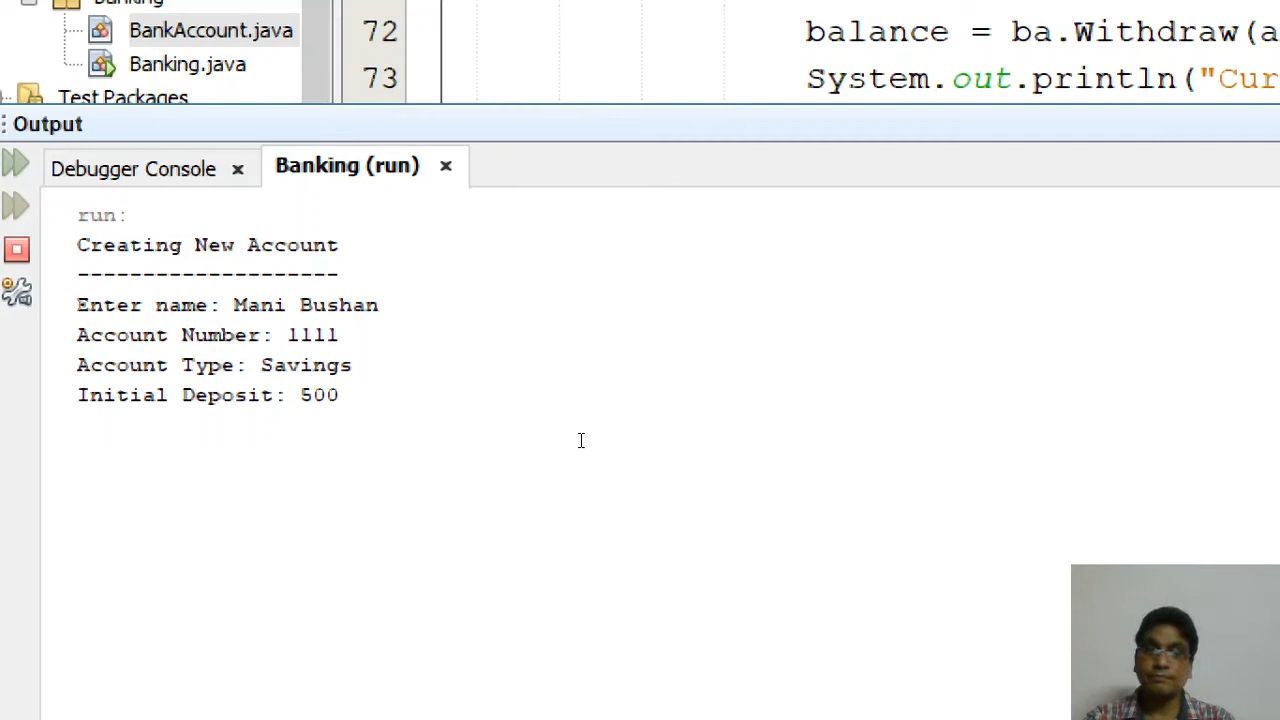 Banking
BankAccount.java
Banking.java
Test Packages
72 balance = ba.Withdraw(a
73 System.out.println("Cur
Output
Debugger Console
Banking (run)
run:
Creating New Account
--------------------
Enter name: Mani Bushan
Account Number: 1111
Account Type: Savings
Initial Deposit: 500